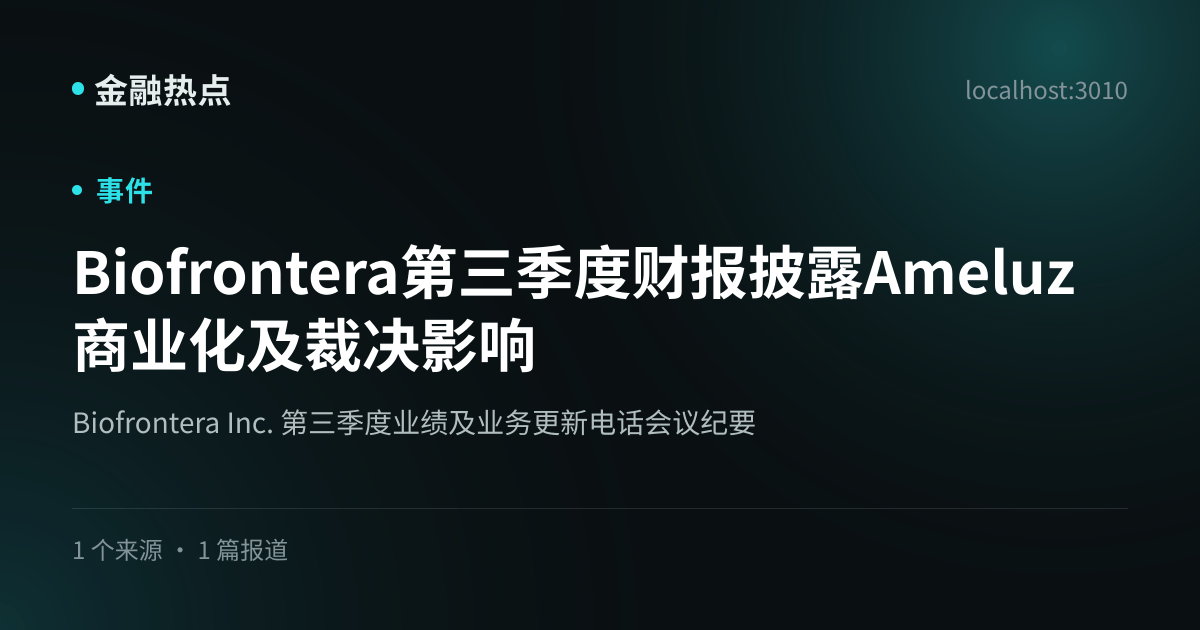 金融热点
localhost:3010
事件
Biofrontera第三季度财报披露Ameluz
商业化及裁决影响
Biofrontera Inc. 第三季度业绩及业务更新电话会议纪要
1 个来源 · 1 篇报道